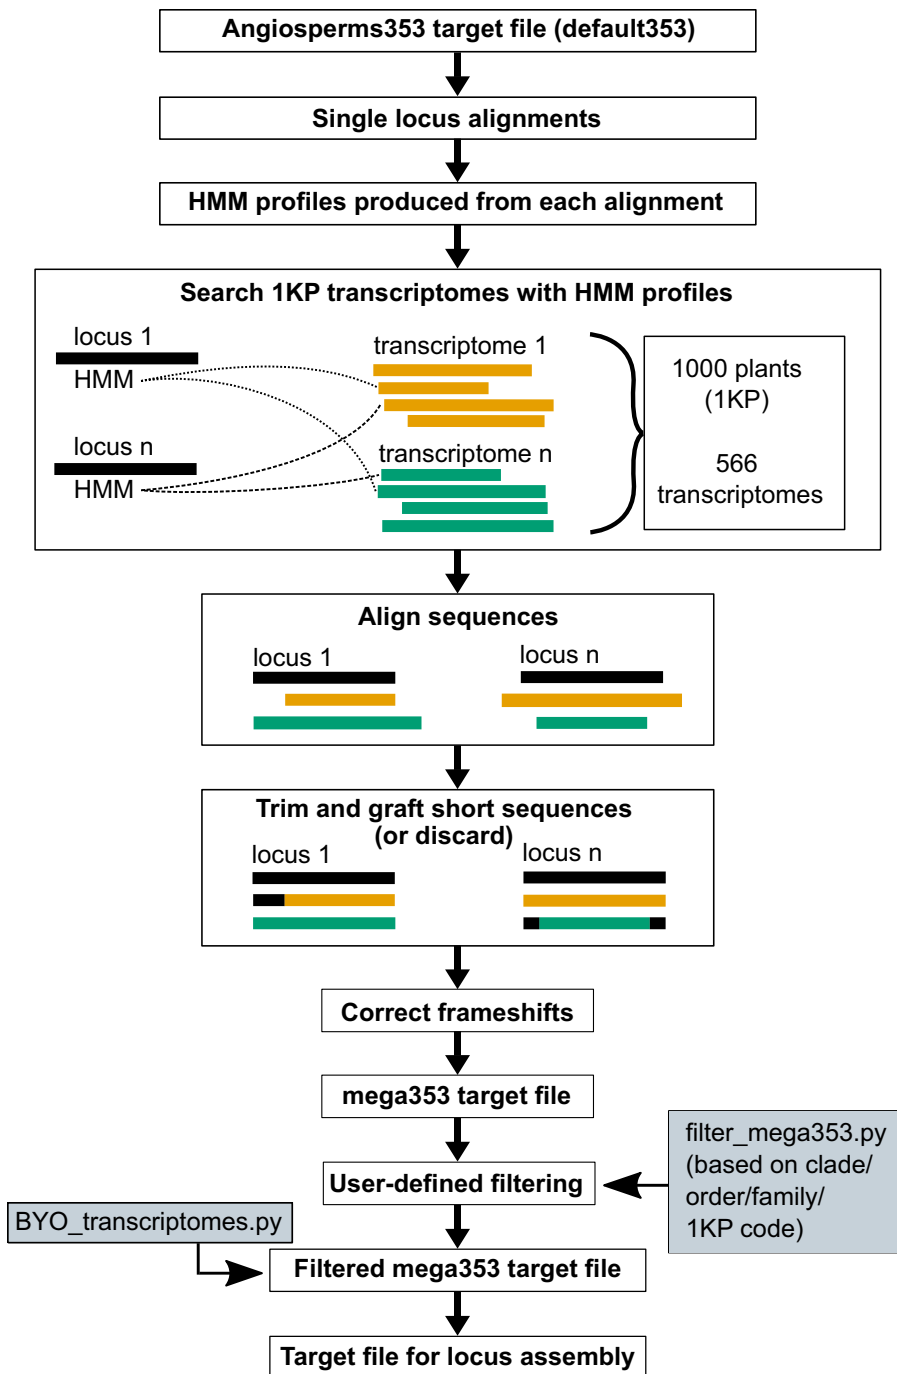 Angiosperms353 target file (default353)
Single locus alignments
HMM profiles produced from each alignment
Search 1KP transcriptomes with HMM profiles
locus 1
HMM
locus n
HMM
transcriptome 1
transcriptome n
1000 plants
(1KP)
566
transcriptomes
Align sequences
locus 1
locus n
Trim and graft short sequences
(or discard)
locus 1
locus n
Correct frameshifts
mega353 target file
filter_mega353.py
(based on clade/
order/family/
1KP code)
User-defined filtering
BYO_transcriptomes.py
Filtered mega353 target file
Target file for locus assembly